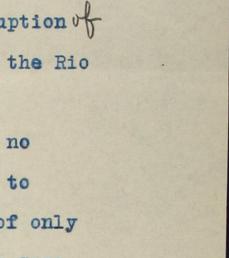 uption of
the Rio
no
to
of only